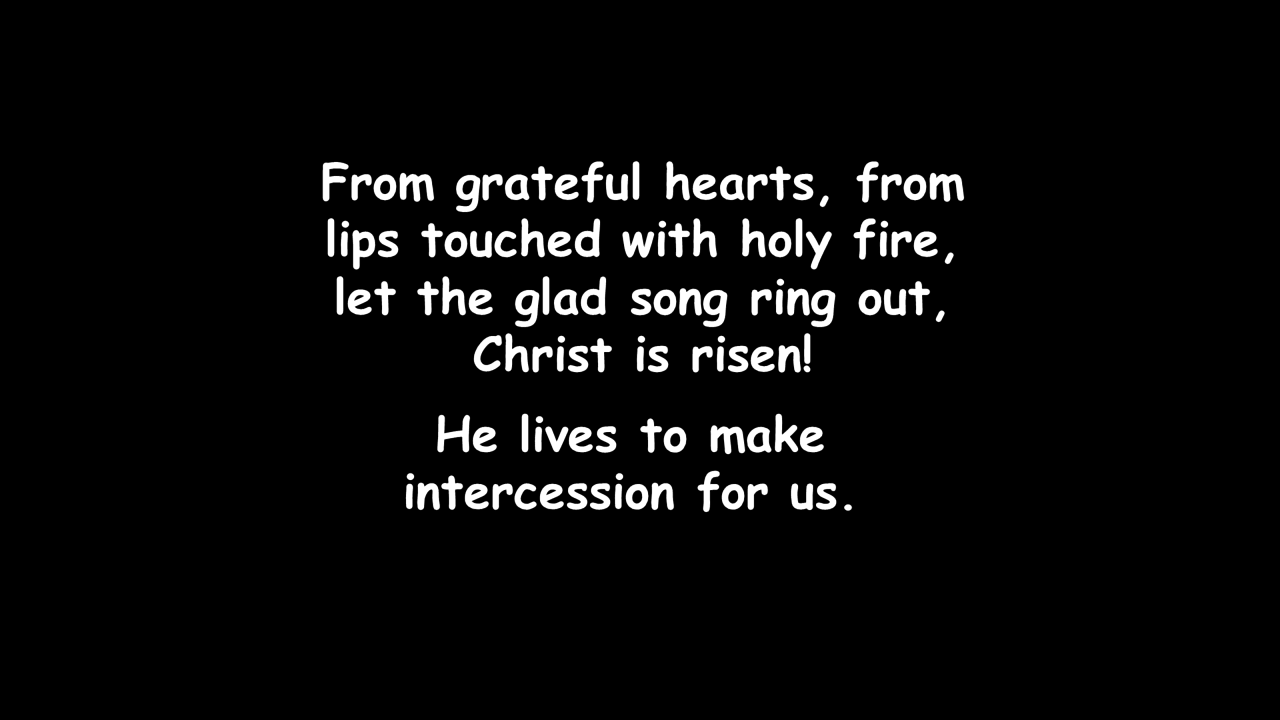 From grateful hearts, from
lips touched with holy fire,
let the glad song ring out,
Christ is risen!
He lives to make
intercession for us.